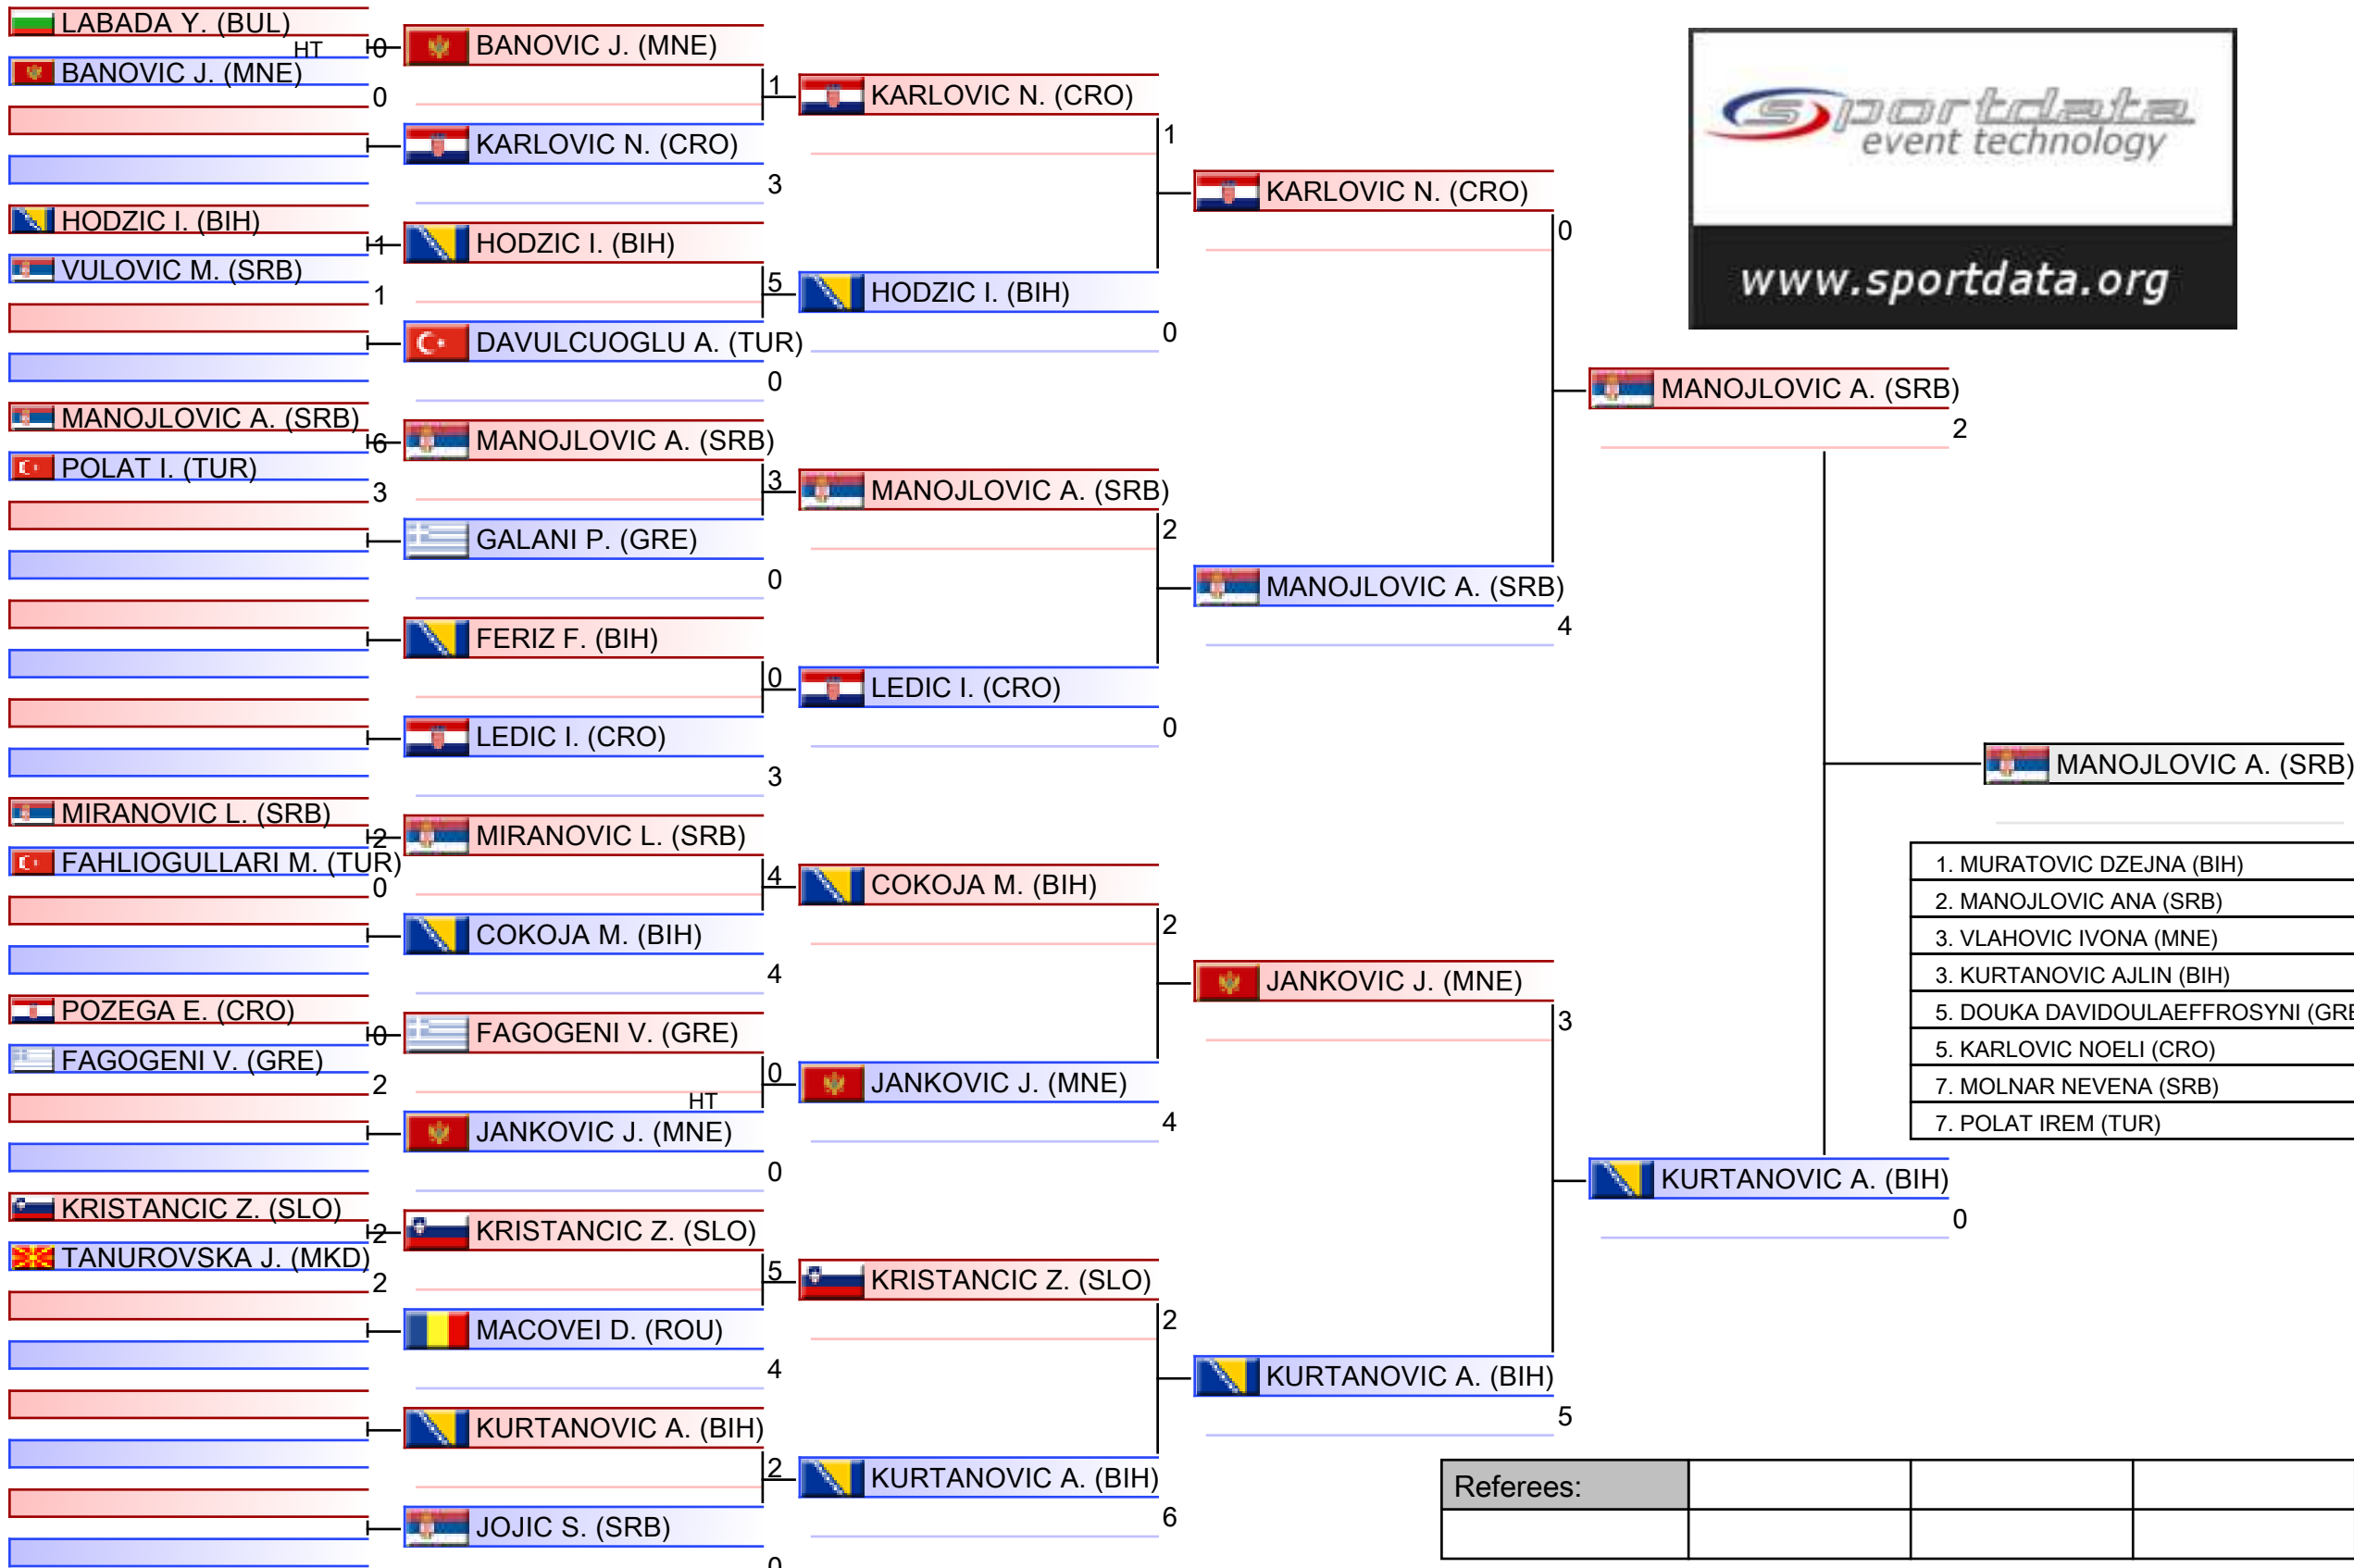 LABADA Y. (BUL)
HT
0
BANOVIC J. (MNE)
0
HODZIC I. (BIH)
1
VULOVIC M. (SRB)
1
MANOJLOVIC A. (SRB)
6
POLAT I. (TUR)
3
MIRANOVIC L. (SRB)
2
FAHLIOGULLARI M. (TUR)
0
POZEGA E. (CRO)
0
FAGOGENI V. (GRE)
2
KRISTANCIC Z. (SLO)
2
TANUROVSKA J. (MKD)
2
BANOVIC J. (MNE)
1
KARLOVIC N. (CRO)
3
HODZIC I. (BIH)
5
DAVULCUOGLU A. (TUR)
0
MANOJLOVIC A. (SRB)
3
GALANI P. (GRE)
0
FERIZ F. (BIH)
0
LEDIC I. (CRO)
3
MIRANOVIC L. (SRB)
4
COKOJA M. (BIH)
4
FAGOGENI V. (GRE)
0
HT
JANKOVIC J. (MNE)
0
KRISTANCIC Z. (SLO)
5
MACOVEI D. (ROU)
4
KURTANOVIC A. (BIH)
2
JOJIC S. (SRB)
0
KARLOVIC N. (CRO)
1
HODZIC I. (BIH)
0
MANOJLOVIC A. (SRB)
2
LEDIC I. (CRO)
0
COKOJA M. (BIH)
2
JANKOVIC J. (MNE)
4
KRISTANCIC Z. (SLO)
2
KURTANOVIC A. (BIH)
6
KARLOVIC N. (CRO)
0
MANOJLOVIC A. (SRB)
4
JANKOVIC J. (MNE)
3
KURTANOVIC A. (BIH)
5
MANOJLOVIC A. (SRB)
2
KURTANOVIC A. (BIH)
0
MANOJLOVIC A. (SRB)
sportdata
event technology
www.sportdata.org
1. MURATOVIC DZEJNA (BIH)
2. MANOJLOVIC ANA (SRB)
3. VLAHOVIC IVONA (MNE)
3. KURTANOVIC AJLIN (BIH)
5. DOUKA DAVIDOULAEFFROSYNI (GRE
5. KARLOVIC NOELI (CRO)
7. MOLNAR NEVENA (SRB)
7. POLAT IREM (TUR)
Referees: